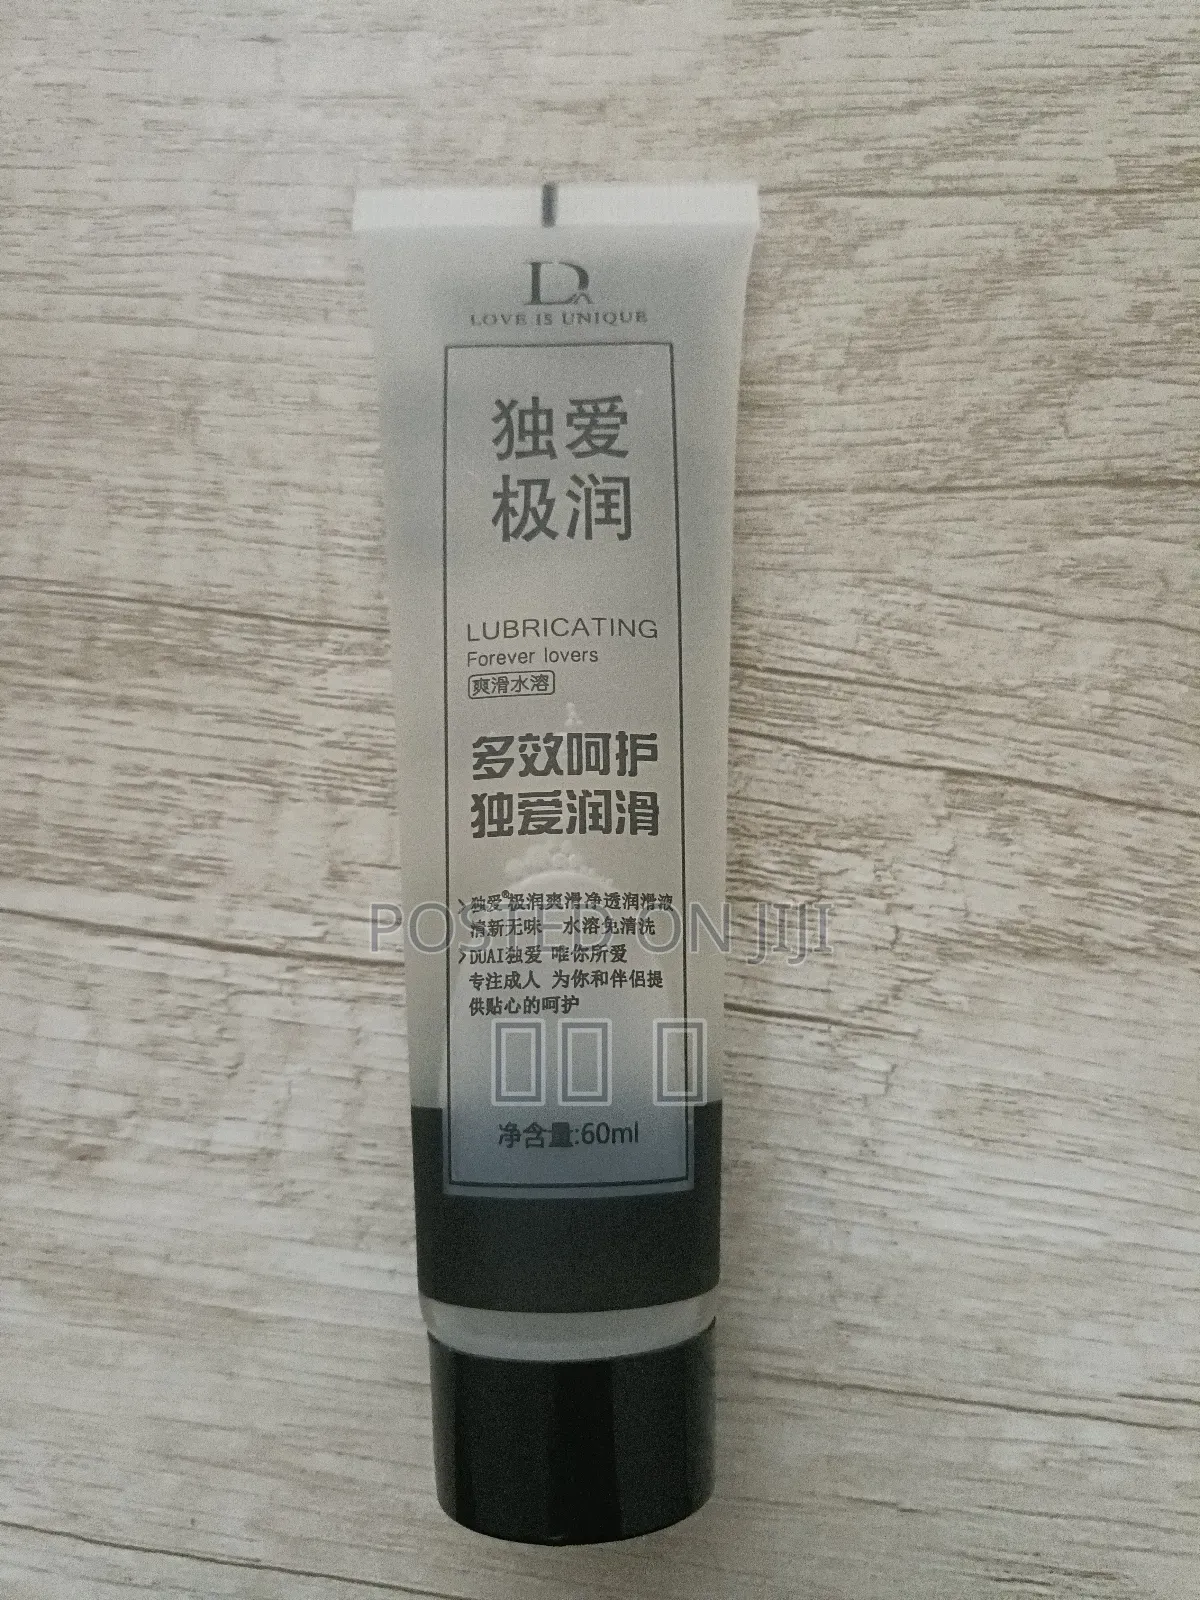 LOVE IS UNIQUE
独爱
极润
LUBRICATING
Forever lovers
爽滑水溶
多效呵护
独爱润滑
独爱®极润爽滑净透润滑液
清新无味 水溶免清洗
DUAI独爱 唯你所爱
专注成人 为你和伴侣提
供贴心的呵护
POSTED ON JIJI
净含量:60ml